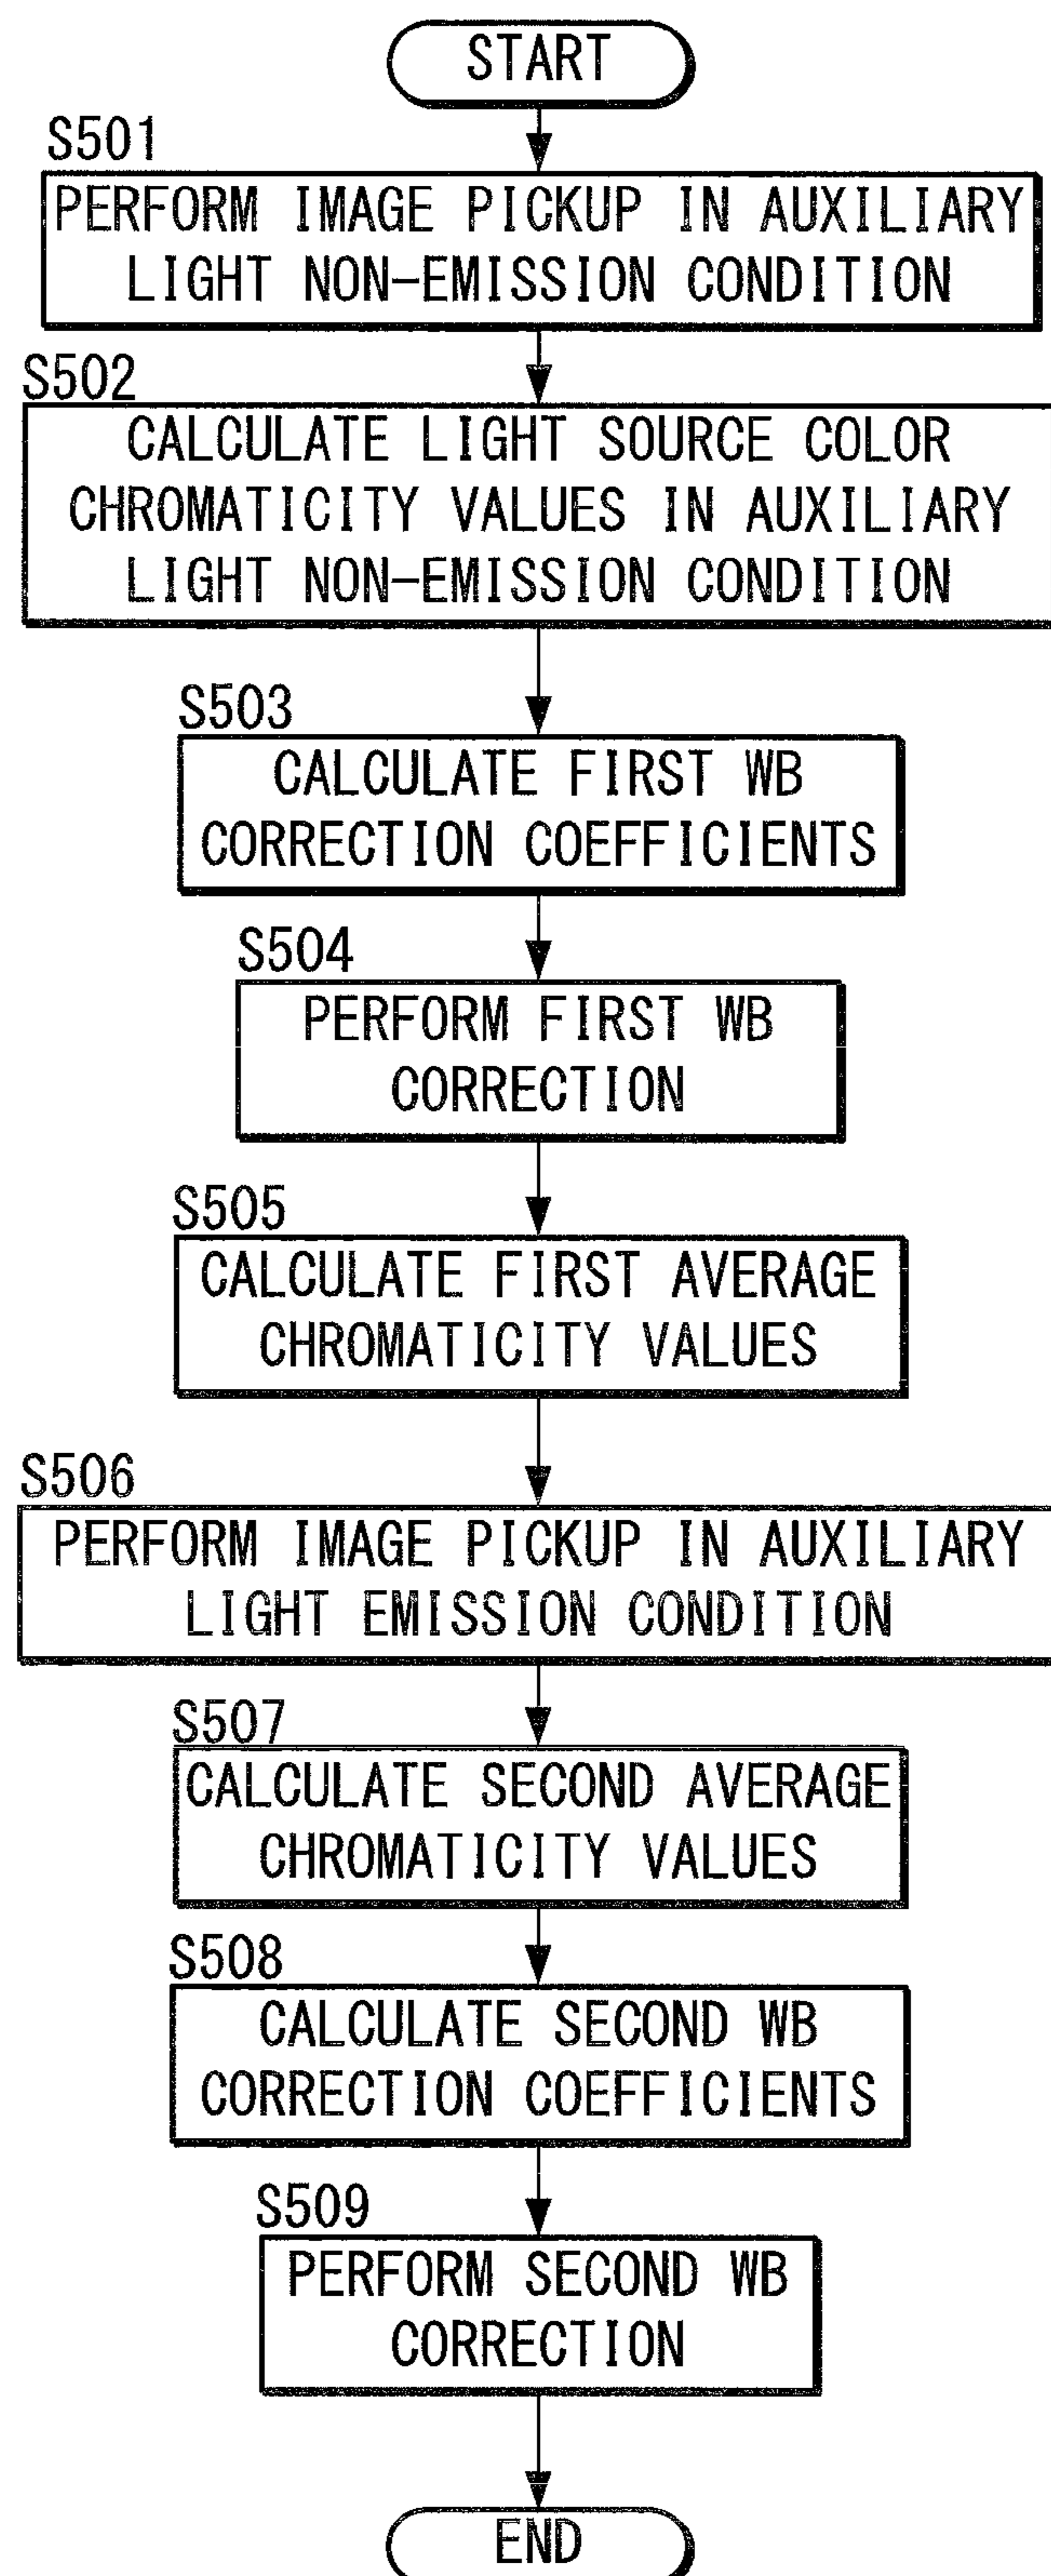 START
S501
PERFORM IMAGE PICKUP IN AUXILIARY
LIGHT NON-EMISSION CONDITION
S502
CALCULATE LIGHT SOURCE COLOR
CHROMATICITY VALUES IN AUXILIARY
LIGHT NON-EMISSION CONDITION
S503
CALCULATE FIRST WB
CORRECTION COEFFICIENTS
S504
PERFORM FIRST WB
CORRECTION
S505
CALCULATE FIRST AVERAGE
CHROMATICITY VALUES
S506
PERFORM IMAGE PICKUP IN AUXILIARY
LIGHT EMISSION CONDITION
S507
CALCULATE SECOND AVERAGE
CHROMATICITY VALUES
S508
CALCULATE SECOND WB
CORRECTION COEFFICIENTS
S509
PERFORM SECOND WB
CORRECTION
END